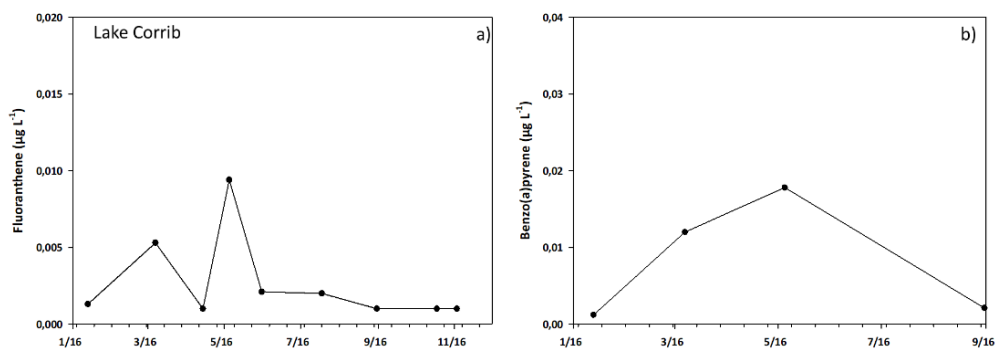 Lake Corrib
a)
Fluoranthene (µg L⁻¹)
0,020
0,015
0,010
0,005
0,000
1/16 3/16 5/16 7/16 9/16 11/16
b)
Benzo(a)pyrene (µg L⁻¹)
0,04
0,03
0,02
0,01
0,00
1/16 3/16 5/16 7/16 9/16